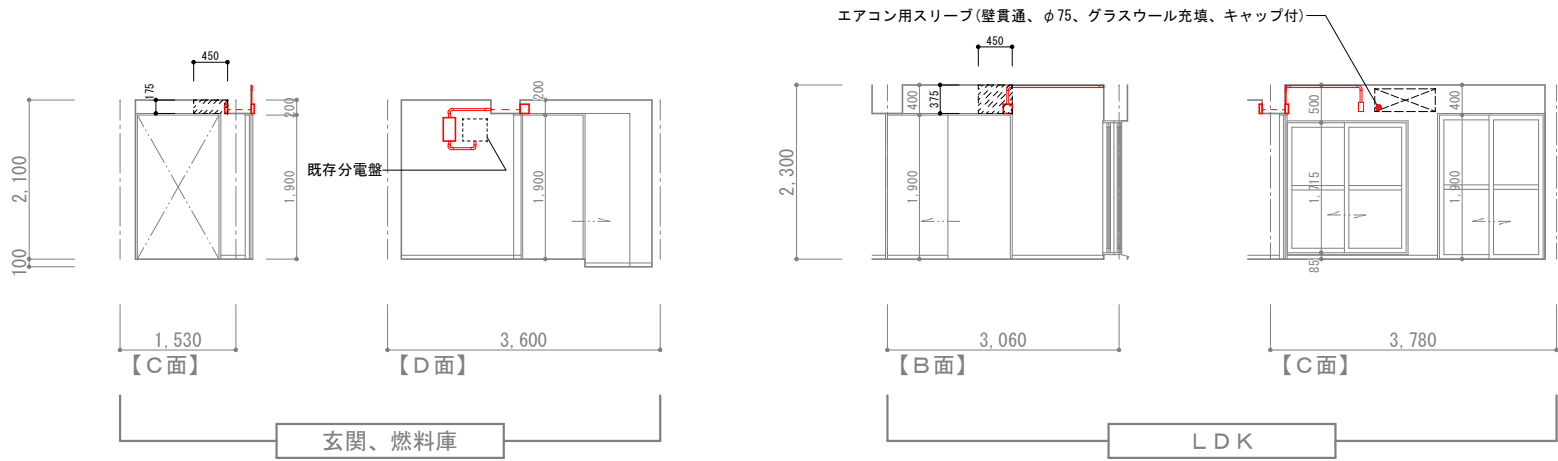 エアコン用スリーブ(壁貫通、φ75、グラスウール充填、キャップ付)
450
175
200
2,100
1,900
100
1,530
【C面】
200
既存分電盤
1,900
3,600
【D面】
玄関、燃料庫
450
400
375
2,300
1,900
3,060
【B面】
500
400
1,715
1,900
85
3,780
【C面】
LDK